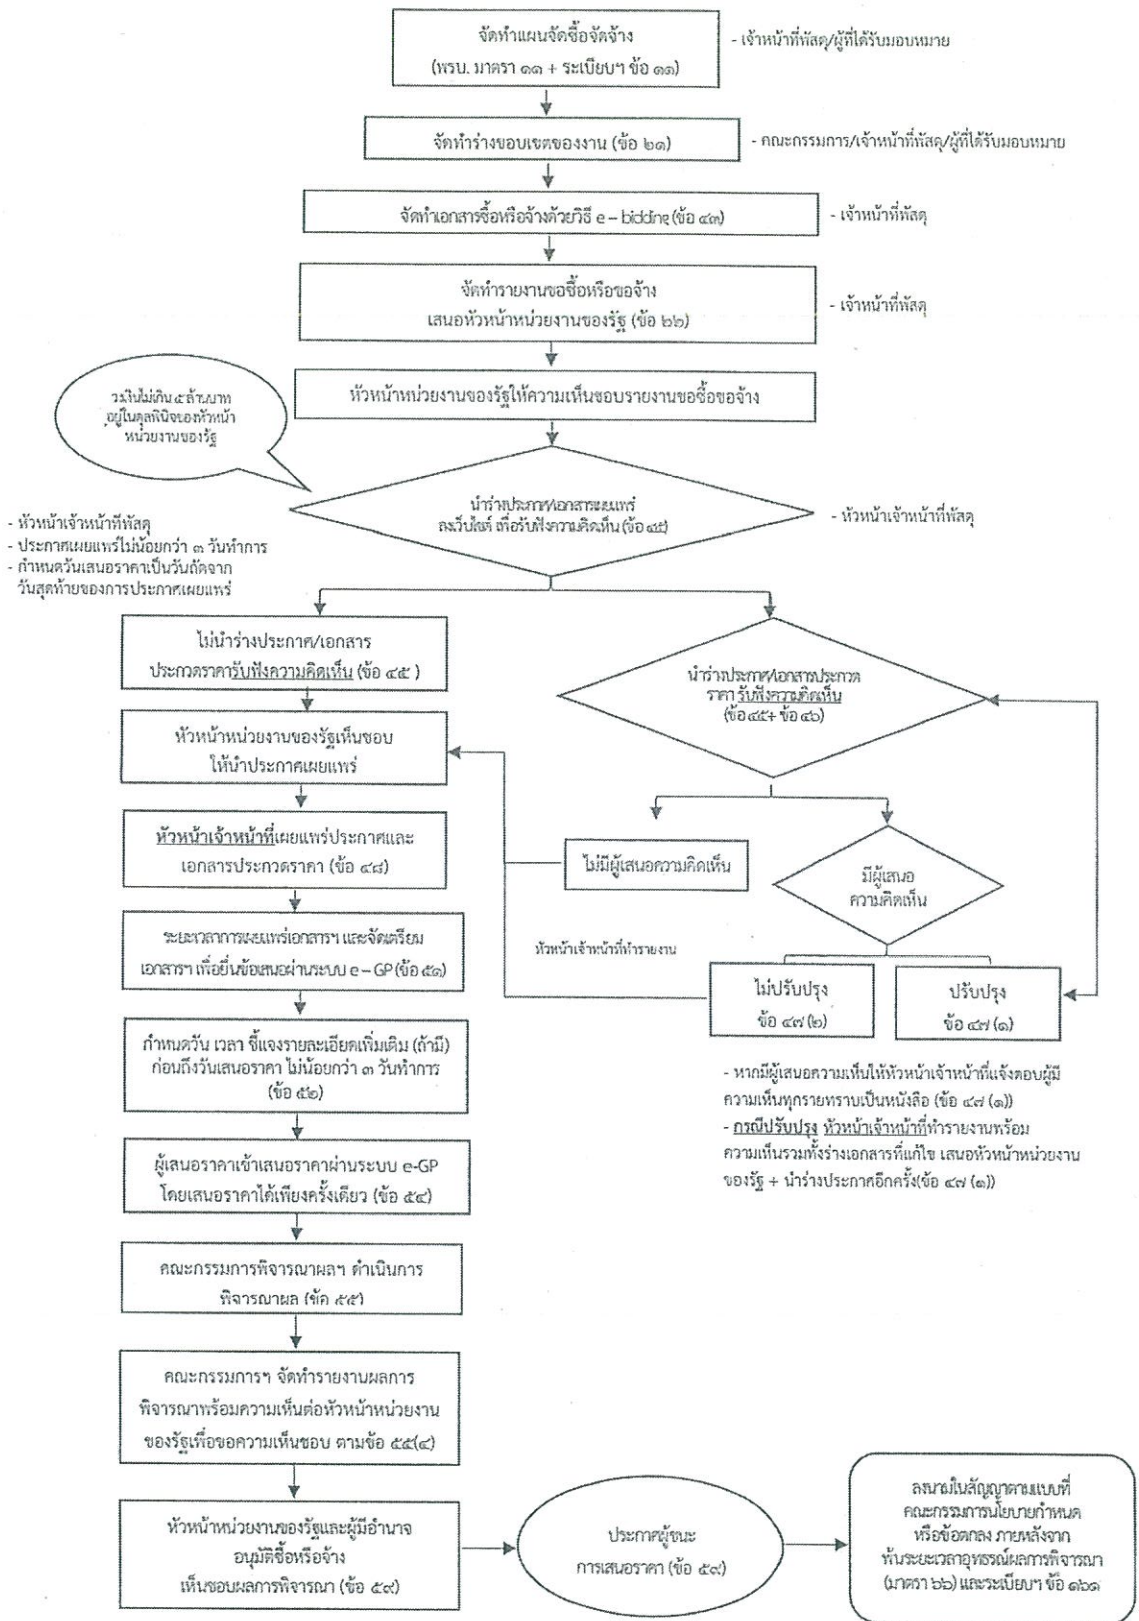 จัดทำแผนจัดซื้อจัดจ้าง
(พรบ. มาตรา ๑๑ + ระเบียบฯ ข้อ ๑๑)
- เจ้าหน้าที่พัสดุ/ผู้ที่ได้รับมอบหมาย
จัดทำร่างขอบเขตของงาน (ข้อ ๒๑)
- คณะกรรมการ/เจ้าหน้าที่พัสดุ/ผู้ที่ได้รับมอบหมาย
จัดทำเอกสารซื้อหรือจ้างด้วยวิธี e – bidding (ข้อ ๔๓)
- เจ้าหน้าที่พัสดุ
จัดทำรายงานขอซื้อหรือขอจ้าง
เสนอหัวหน้าหน่วยงานของรัฐ (ข้อ ๒๒)
- เจ้าหน้าที่พัสดุ
หัวหน้าหน่วยงานของรัฐให้ความเห็นชอบรายงานขอซื้อขอจ้าง
วงเงินไม่เกิน ๕ ล้านบาท
อยู่ในดุลพินิจของหัวหน้า
หน่วยงานของรัฐ
นำร่างประกาศ/เอกสารเผยแพร่
ลงเว็บไซต์ เพื่อรับฟังความคิดเห็น (ข้อ ๔๕)
- หัวหน้าเจ้าหน้าที่พัสดุ
- หัวหน้าเจ้าหน้าที่พัสดุ
- ประกาศเผยแพร่ไม่น้อยกว่า ๓ วันทำการ
- กำหนดวันเสนอราคาเป็นวันถัดจาก
วันสุดท้ายของการประกาศเผยแพร่
ไม่นำร่างประกาศ/เอกสาร
ประกวดราคารับฟังความคิดเห็น (ข้อ ๔๕ )
นำร่างประกาศ/เอกสารประกวด
ราคา รับฟังความคิดเห็น
(ข้อ ๔๕+ ข้อ ๔๖)
หัวหน้าหน่วยงานของรัฐเห็นชอบ
ให้นำประกาศเผยแพร่
หัวหน้าเจ้าหน้าที่เผยแพร่ประกาศและ
เอกสารประกวดราคา (ข้อ ๔๘)
ไม่มีผู้เสนอความคิดเห็น
มีผู้เสนอ
ความคิดเห็น
ระยะเวลาการเผยแพร่เอกสารฯ และจัดเตรียม
เอกสารฯ เพื่อยื่นข้อเสนอผ่านระบบ e – GP (ข้อ ๕๑)
หัวหน้าเจ้าหน้าที่ทำรายงาน
ไม่ปรับปรุง
ข้อ ๔๗ (๒)
ปรับปรุง
ข้อ ๔๗ (๑)
กำหนดวัน เวลา ชี้แจงรายละเอียดเพิ่มเติม (ถ้ามี)
ก่อนถึงวันเสนอราคา ไม่น้อยกว่า ๓ วันทำการ
(ข้อ ๕๒)
- หากมีผู้เสนอความเห็นให้หัวหน้าเจ้าหน้าที่แจ้งตอบผู้มี
ความเห็นทุกรายทราบเป็นหนังสือ (ข้อ ๔๗ (๑))
- กรณีปรับปรุง หัวหน้าเจ้าหน้าที่ทำรายงานพร้อม
ความเห็นรวมทั้งร่างเอกสารที่แก้ไข เสนอหัวหน้าหน่วยงาน
ของรัฐ + นำร่างประกาศอีกครั้ง(ข้อ ๔๗ (๑))
ผู้เสนอราคาเข้าเสนอราคาผ่านระบบ e-GP
โดยเสนอราคาได้เพียงครั้งเดียว (ข้อ ๕๔)
คณะกรรมการพิจารณาผลฯ ดำเนินการ
พิจารณาผล (ข้อ ๕๕)
คณะกรรมการฯ จัดทำรายงานผลการ
พิจารณาพร้อมความเห็นต่อหัวหน้าหน่วยงาน
ของรัฐเพื่อขอความเห็นชอบ ตามข้อ ๕๕(๔)
หัวหน้าหน่วยงานของรัฐและผู้มีอำนาจ
อนุมัติซื้อหรือจ้าง
เห็นชอบผลการพิจารณา (ข้อ ๕๙)
ประกาศผู้ชนะ
การเสนอราคา (ข้อ ๕๙)
ลงนามในสัญญาตามแบบที่
คณะกรรมการนโยบายกำหนด
หรือข้อตกลง ภายหลังจาก
พ้นระยะเวลาอุทธรณ์ผลการพิจารณา
(มาตรา ๖๖) และระเบียบฯ ข้อ ๑๖๑